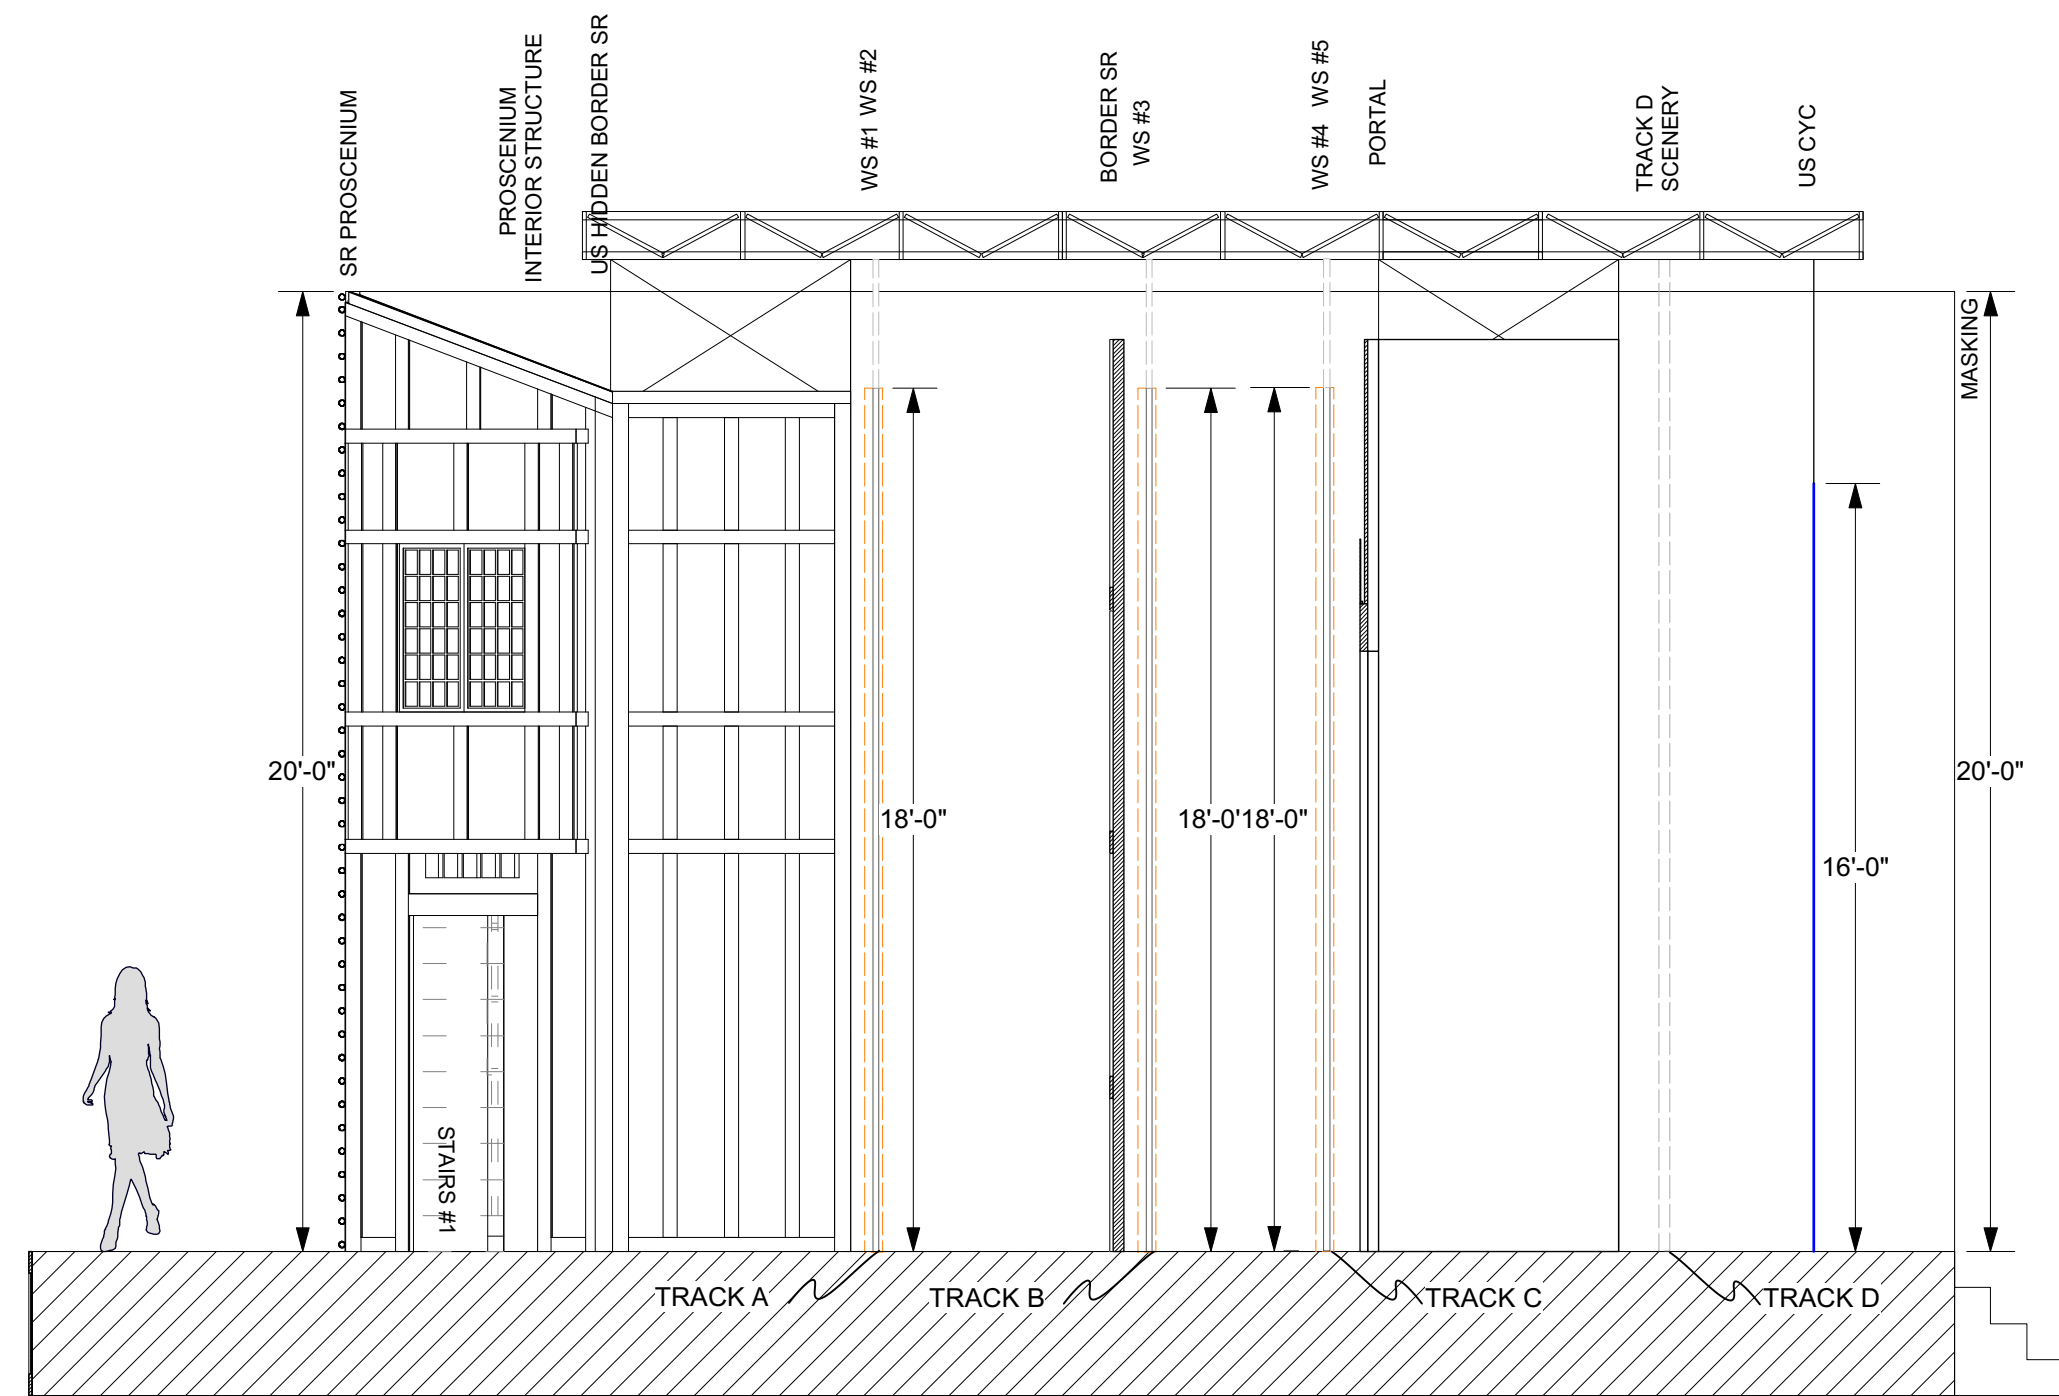 SR PROSCENIUM
PROSCENIUM
INTERIOR STRUCTURE
US HIDDEN BORDER SR
WS #1 WS #2
BORDER SR
WS #3
WS #4 WS #5
PORTAL
TRACK D
SCENERY
US CYC
MASKING
20'-0"
18'-0"
18'-0'
18'-0"
16'-0"
20'-0"
STAIRS #1
TRACK A
TRACK B
TRACK C
TRACK D